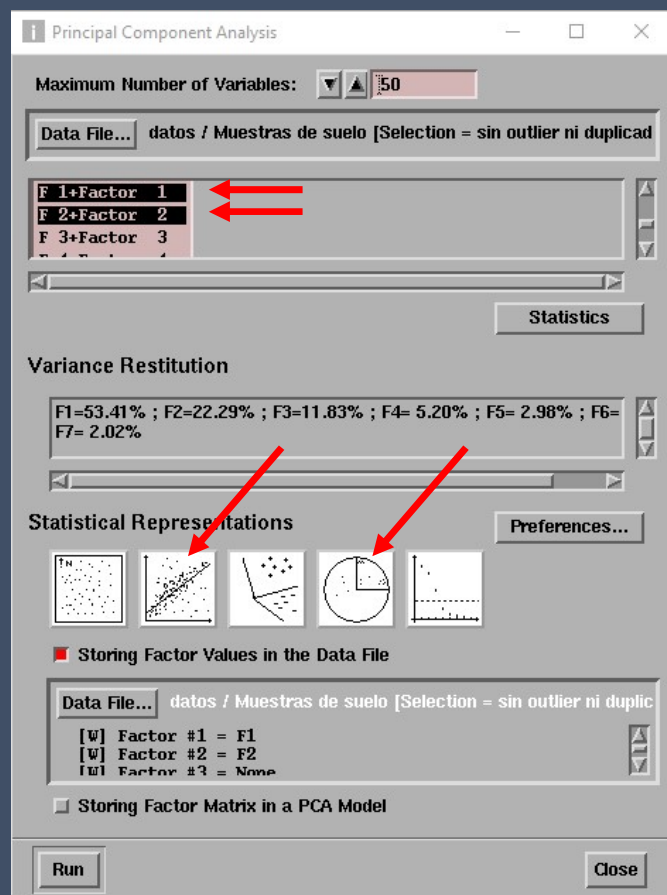 Principal Component Analysis
Maximum Number of Variables: 50
Data File... datos / Muestras de suelo [Selection = sin outlier ni duplicad
F 1+Factor 1
F 2+Factor 2
F 3+Factor 3
Statistics
Variance Restitution
F1=53.41% ; F2=22.29% ; F3=11.83% ; F4= 5.20% ; F5= 2.98% ; F6=
F7= 2.02%
Statistical Representations
Preferences...
N
Storing Factor Values in the Data File
Data File... datos / Muestras de suelo [Selection = sin outlier ni duplic
[W] Factor #1 = F1
[W] Factor #2 = F2
[W] Factor #3 = None
Storing Factor Matrix in a PCA Model
Run
Close